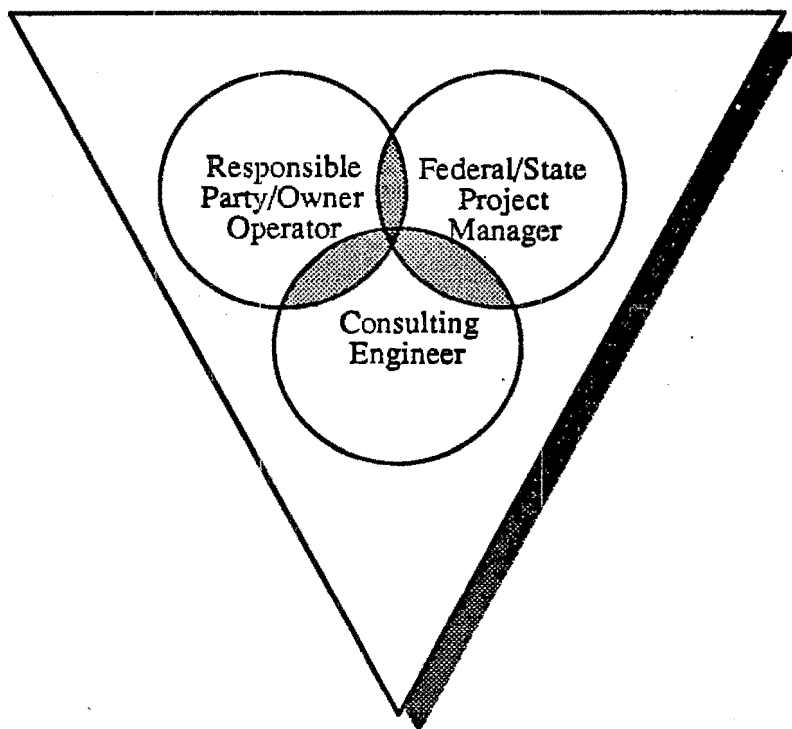 Responsible
Party/Owner
Operator
Federal/State
Project
Manager
Consulting
Engineer